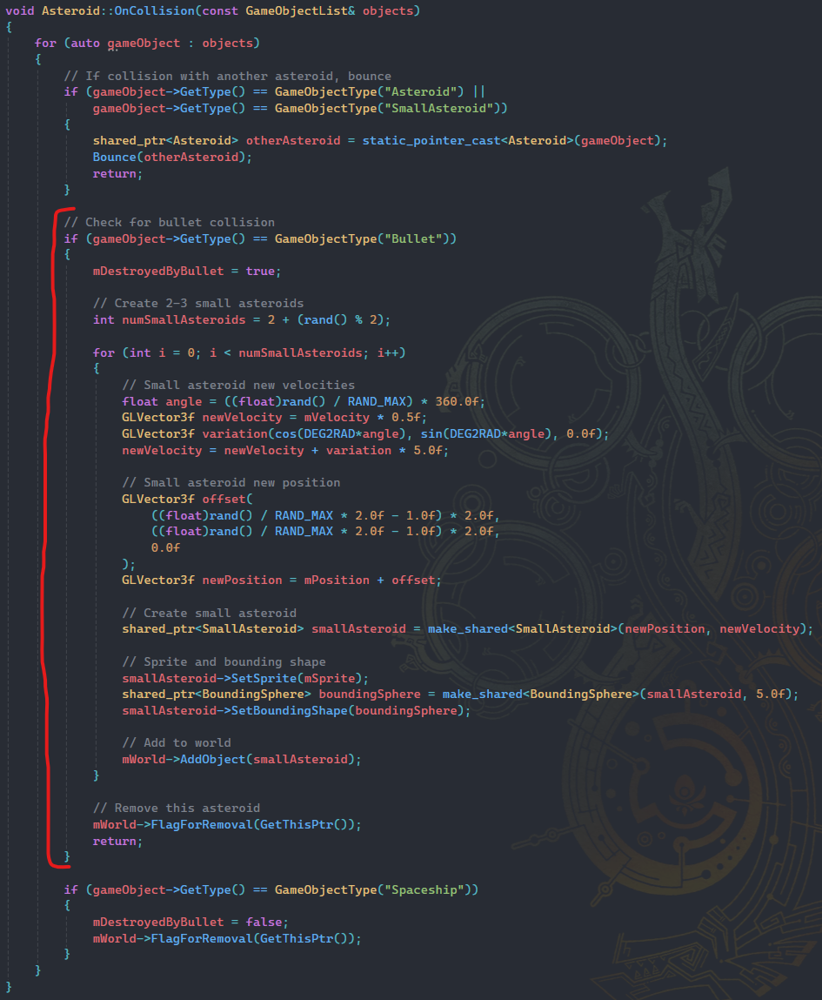 void Asteroid::OnCollision(const GameObjectList& objects)
{
    for (auto gameObject : objects)
    {
        // If collision with another asteroid, bounce
        if (gameObject->GetType() == GameObjectType("Asteroid") ||
            gameObject->GetType() == GameObjectType("SmallAsteroid"))
        {
            shared_ptr<Asteroid> otherAsteroid = static_pointer_cast<Asteroid>(gameObject);
            Bounce(otherAsteroid);
            return;
        }

        // Check for bullet collision
        if (gameObject->GetType() == GameObjectType("Bullet"))
        {
            mDestroyedByBullet = true;

            // Create 2-3 small asteroids
            int numSmallAsteroids = 2 + (rand() % 2);

            for (int i = 0; i < numSmallAsteroids; i++)
            {
                // Small asteroid new velocities
                float angle = ((float)rand() / RAND_MAX) * 360.0f;
                GLVector3f newVelocity = mVelocity * 0.5f;
                GLVector3f variation(cos(DEG2RAD*angle), sin(DEG2RAD*angle), 0.0f);
                newVelocity = newVelocity + variation * 5.0f;

                // Small asteroid new position
                GLVector3f offset(
                    ((float)rand() / RAND_MAX * 2.0f - 1.0f) * 2.0f,
                    ((float)rand() / RAND_MAX * 2.0f - 1.0f) * 2.0f,
                    0.0f
                );
                GLVector3f newPosition = mPosition + offset;

                // Create small asteroid
                shared_ptr<SmallAsteroid> smallAsteroid = make_shared<SmallAsteroid>(newPosition, newVelocity);

                // Sprite and bounding shape
                smallAsteroid->SetSprite(mSprite);
                shared_ptr<BoundingSphere> boundingSphere = make_shared<BoundingSphere>(smallAsteroid, 5.0f);
                smallAsteroid->SetBoundingShape(boundingSphere);

                // Add to world
                mWorld->AddObject(smallAsteroid);
            }

            // Remove this asteroid
            mWorld->FlagForRemoval(GetThisPtr());
            return;
        }

        if (gameObject->GetType() == GameObjectType("Spaceship"))
        {
            mDestroyedByBullet = false;
            mWorld->FlagForRemoval(GetThisPtr());
        }
    }
}